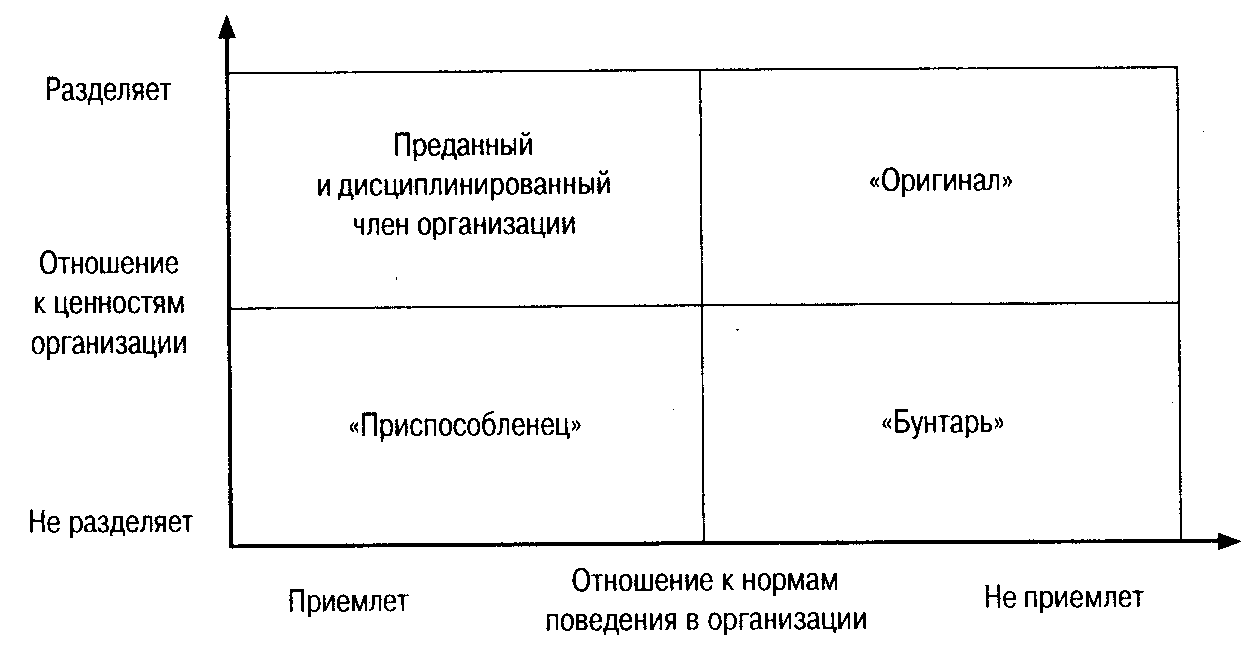 Разделяет
Преданный
и дисциплинированный
член организации
«Оригинал»
Отношение
к ценностям
организации
«Приспособленец»
«Бунтарь»
Не разделяет
Приемлет
Отношение к нормам
поведения в организации
Не приемлет